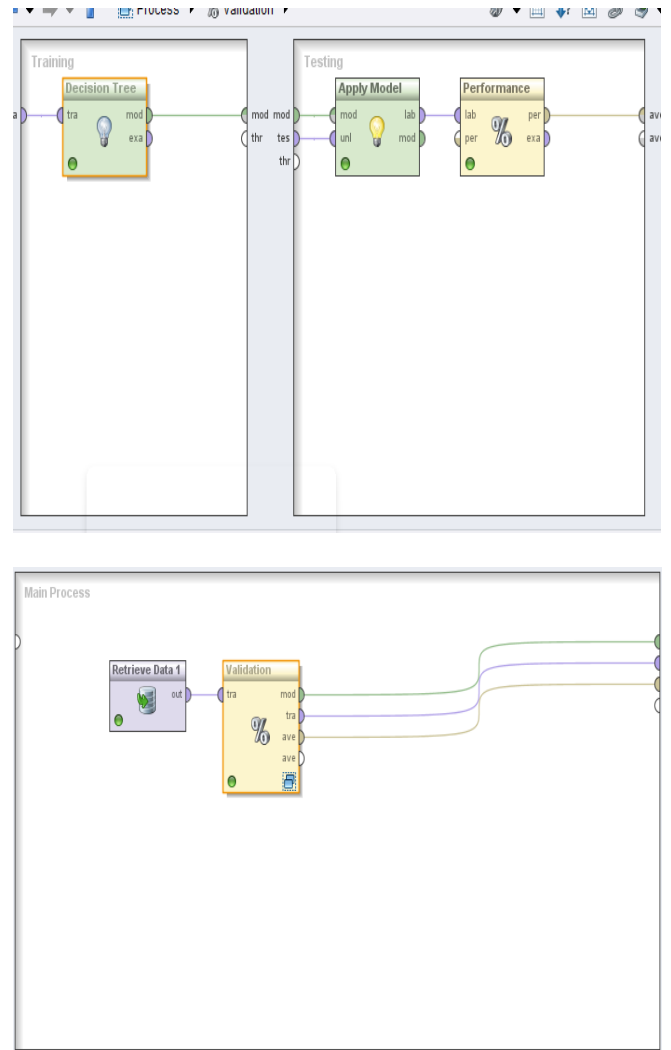 Process Validation
Training
Testing
Decision Tree
Apply Model
Performance
a tra mod mod mod mod lab lab per ave
exa thr tes unl mod per exa ave
thr
Main Process
Retrieve Data 1
Validation
out tra mod
tra
ave
ave